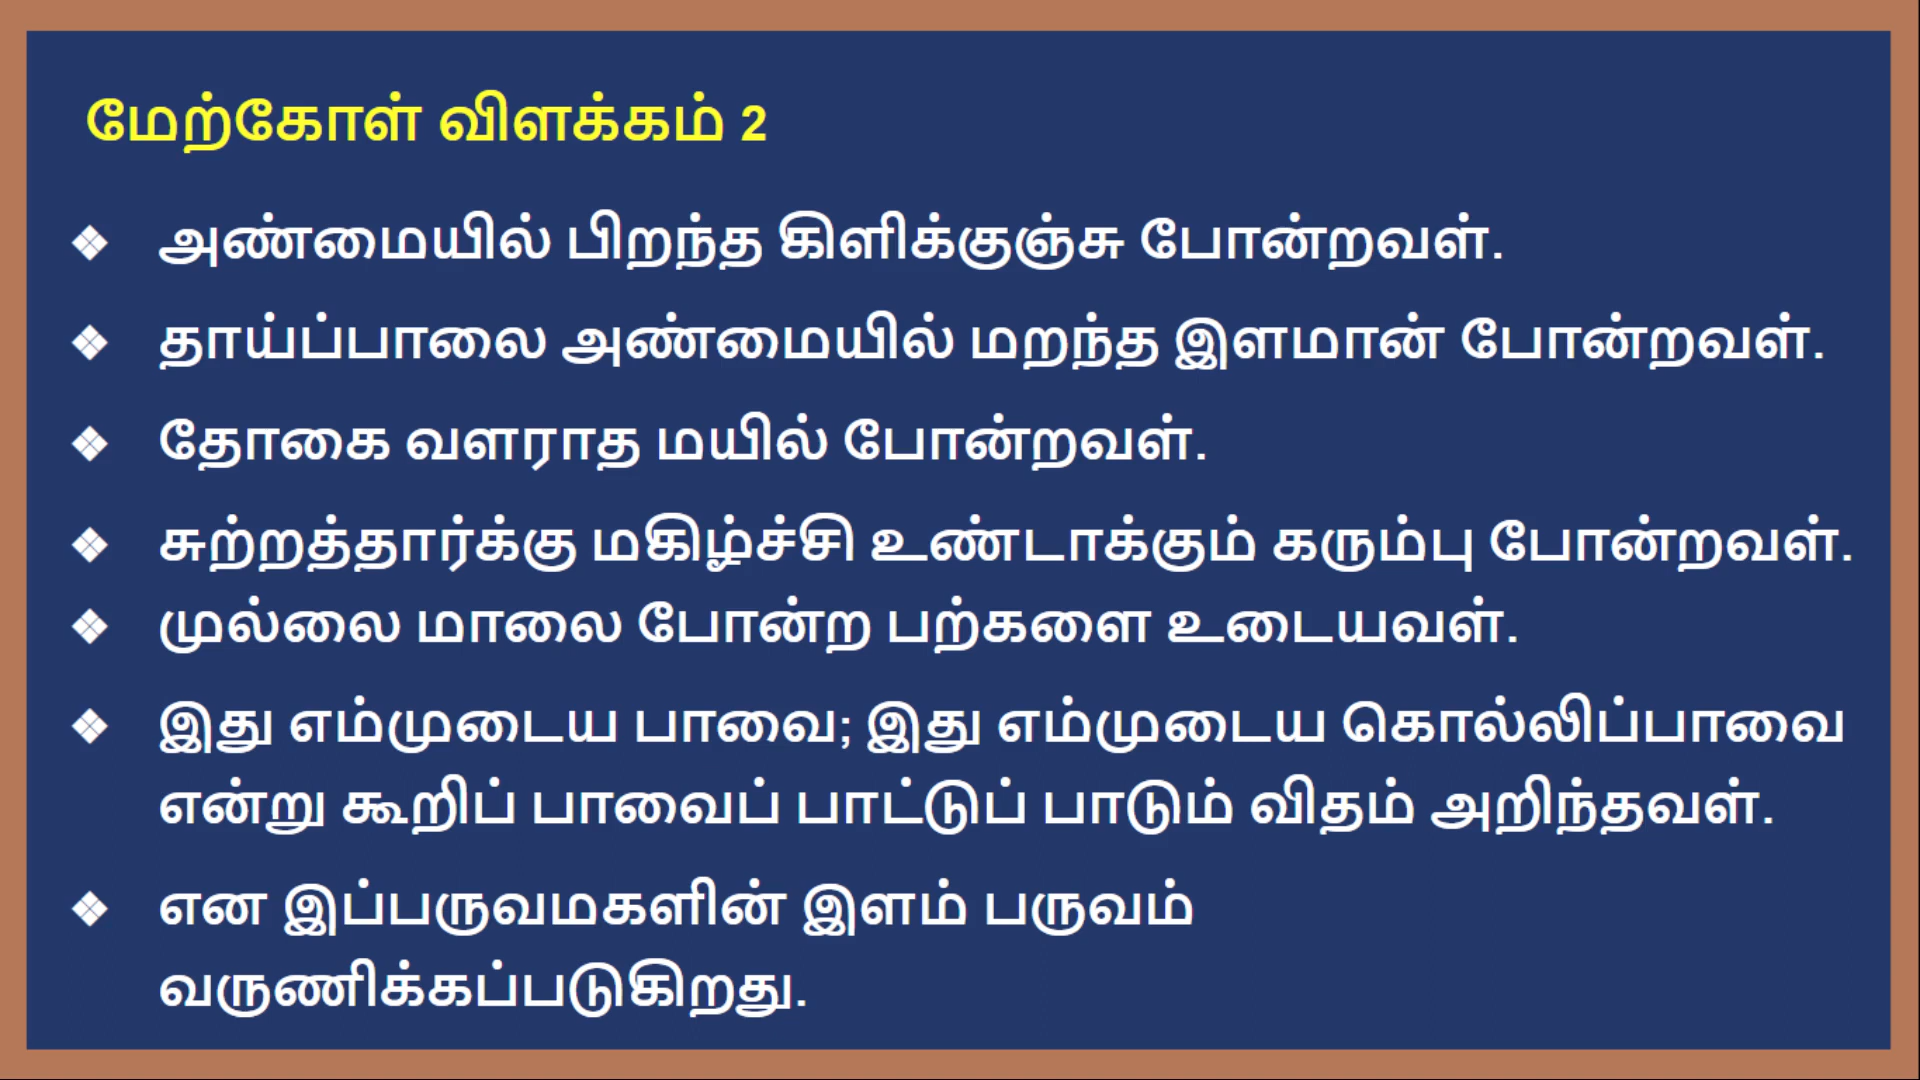 மேற்கோள் விளக்கம் 2
❖ அண்மையில் பிறந்த கிளிக்குஞ்சு போன்றவள்.
❖ தாய்ப்பாலை அண்மையில் மறந்த இளமான் போன்றவள்.
❖ தோகை வளராத மயில் போன்றவள்.
❖ சுற்றத்தார்க்கு மகிழ்ச்சி உண்டாக்கும் கரும்பு போன்றவள்.
❖ முல்லை மாலை போன்ற பற்களை உடையவள்.
❖ இது எம்முடைய பாவை; இது எம்முடைய கொல்லிப்பாவை
என்று கூறிப் பாவைப் பாட்டுப் பாடும் விதம் அறிந்தவள்.
❖ என இப்பருவமகளின் இளம் பருவம்
வருணிக்கப்படுகிறது.